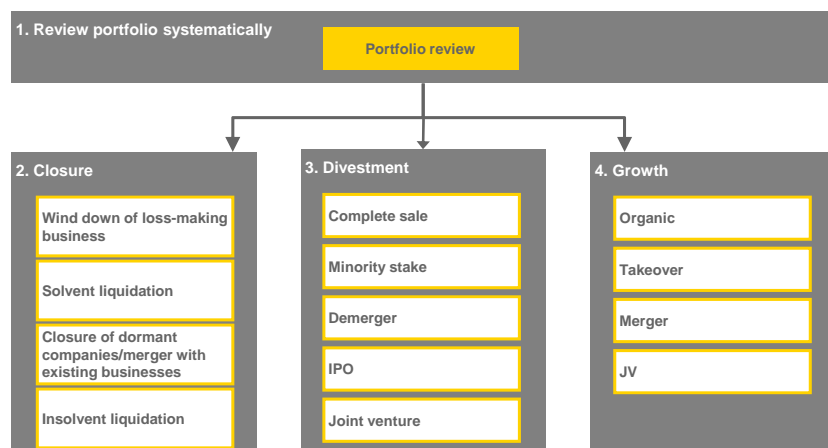 1. Review portfolio systematically
Portfolio review
2. Closure
Wind down of loss-making
business
Solvent liquidation
Closure of dormant
companies/merger with
existing businesses
Insolvent liquidation
3. Divestment
Complete sale
Minority stake
Demerger
IPO
Joint venture
4. Growth
Organic
Takeover
Merger
JV